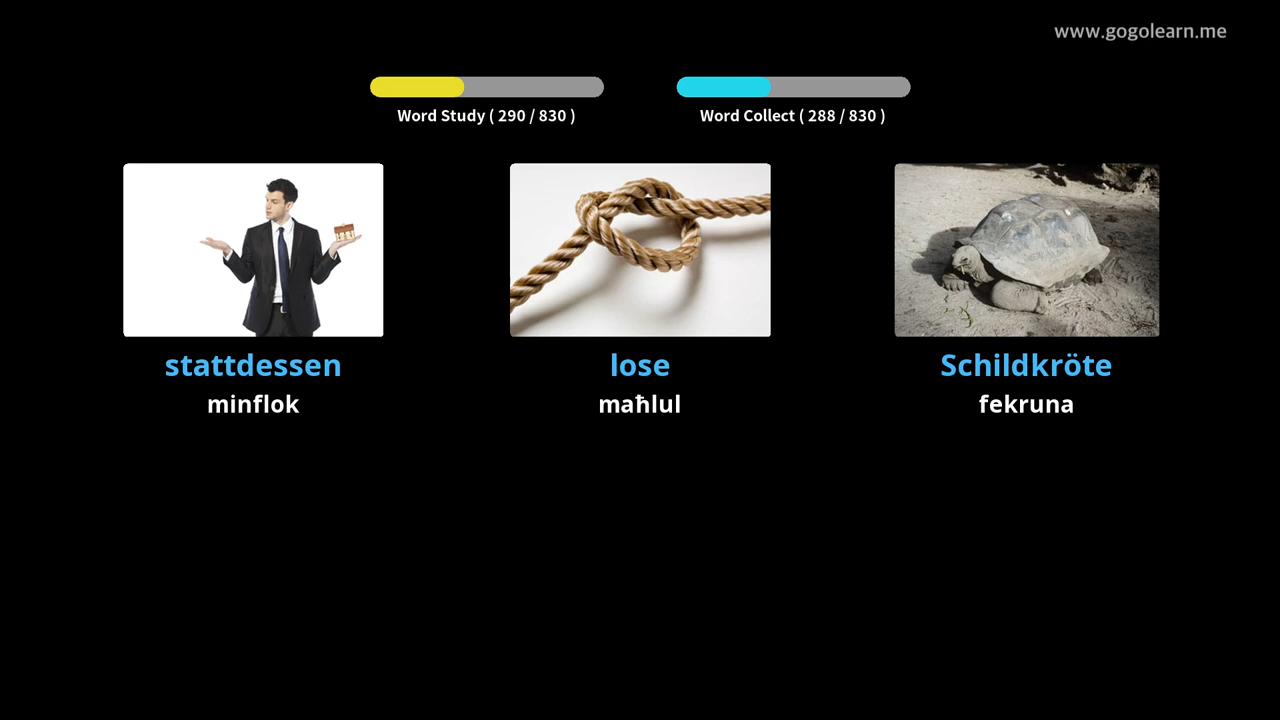 www.gogolearn.me
Word Study ( 290 / 830 )
Word Collect ( 288 / 830 )
stattdessen
minflok
lose
maħlul
Schildkröte
fekruna